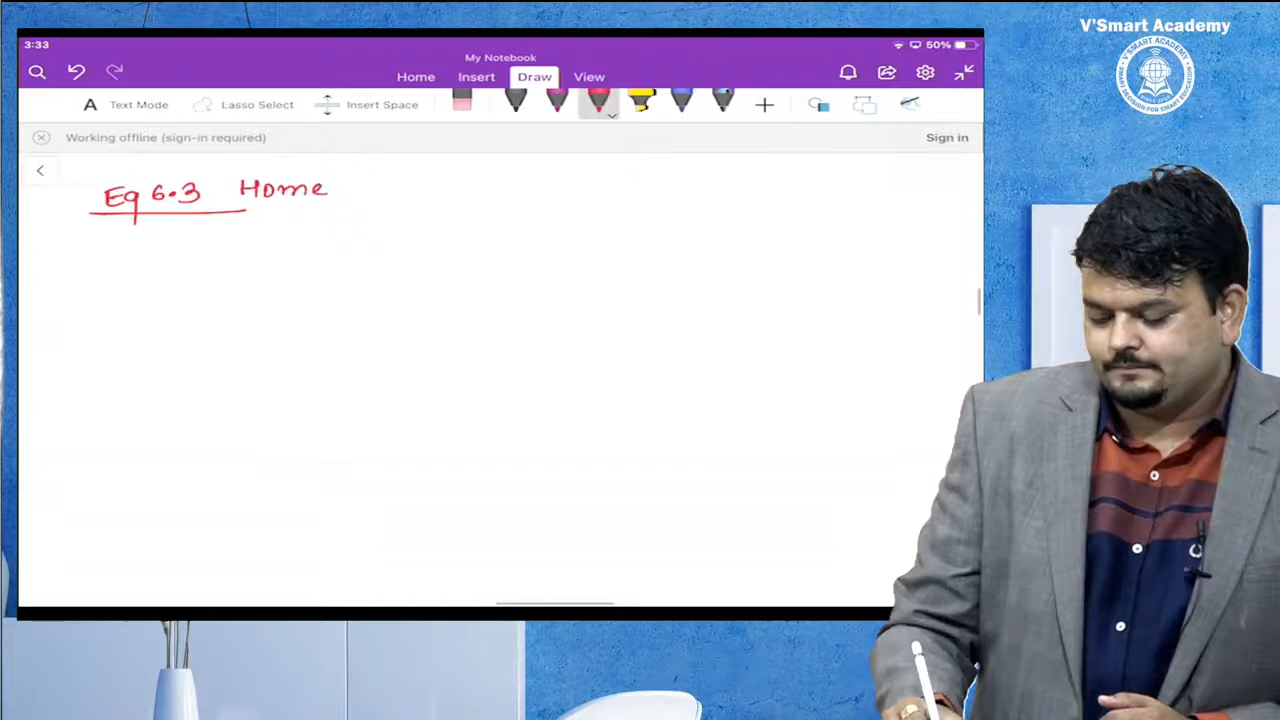 V'Smart Academy
3:33
50%
My Notebook
Home Insert Draw View
A Text Mode Lasso Select Insert Space
Working offline (sign-in required) Sign in
Eg 6.3 Home